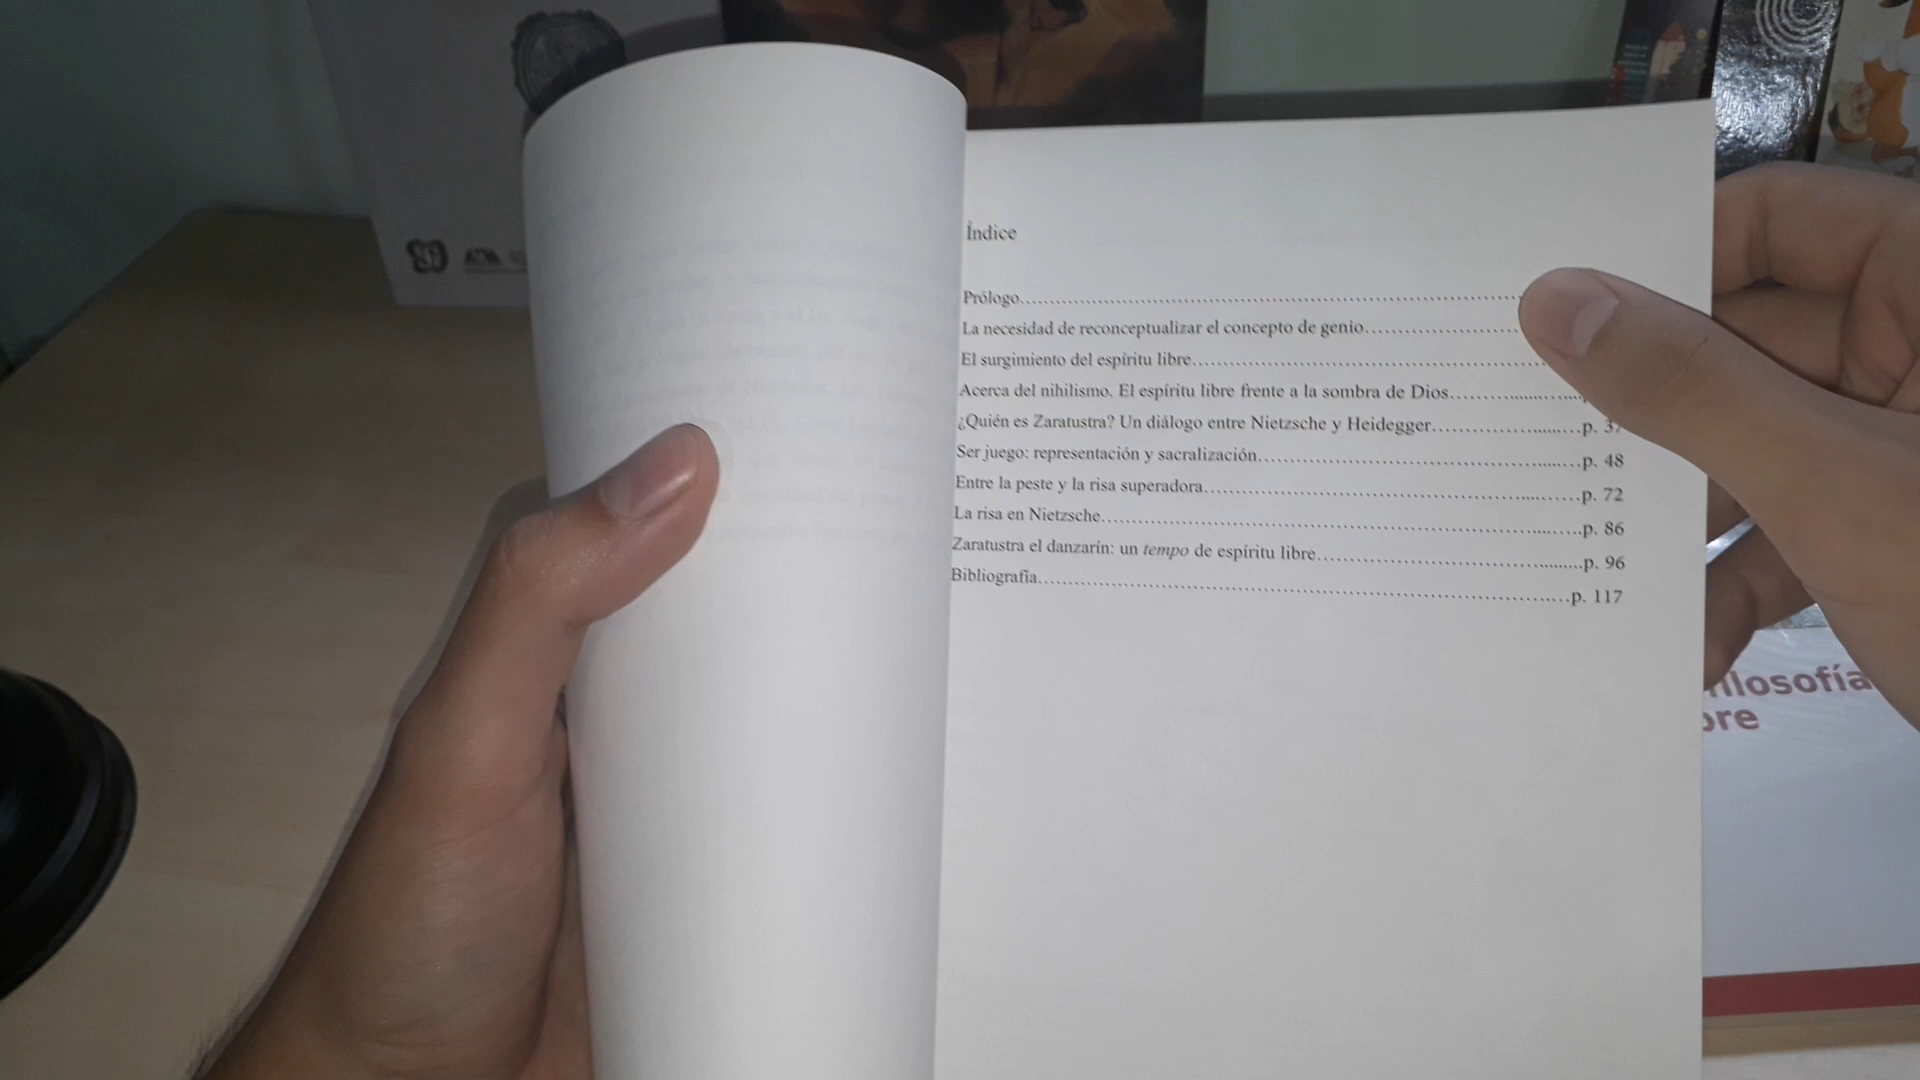 Índice
Prólogo
La necesidad de reconceptualizar el concepto de genio
El surgimiento del espíritu libre
Acerca del nihilismo. El espíritu libre frente a la sombra de Dios
¿Quién es Zaratustra? Un diálogo entre Nietzsche y Heidegger p.
Ser juego: representación y sacralización p. 48
Entre la peste y la risa superadora p. 72
La risa en Nietzsche p. 86
Zaratustra el danzarín: un tempo de espíritu libre p. 96
Bibliografía p. 117
filosofía